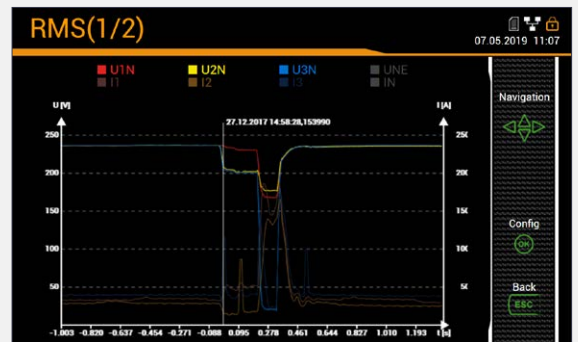 RMS(1/2)
07.05.2019 11:07
U1N U2N U3N UNE
I1 I2 I3 IN
Navigation
U [V] I [A]
27.12.2017 14:58:28,153990
250 250
200 200
150 150
100 100
50 50
Config
OK
Back
ESC
-1.003 -0.820 -0.637 -0.454 -0.271 -0.088 0.095 0.278 0.461 0.644 0.827 1.010 1.193 t [s]